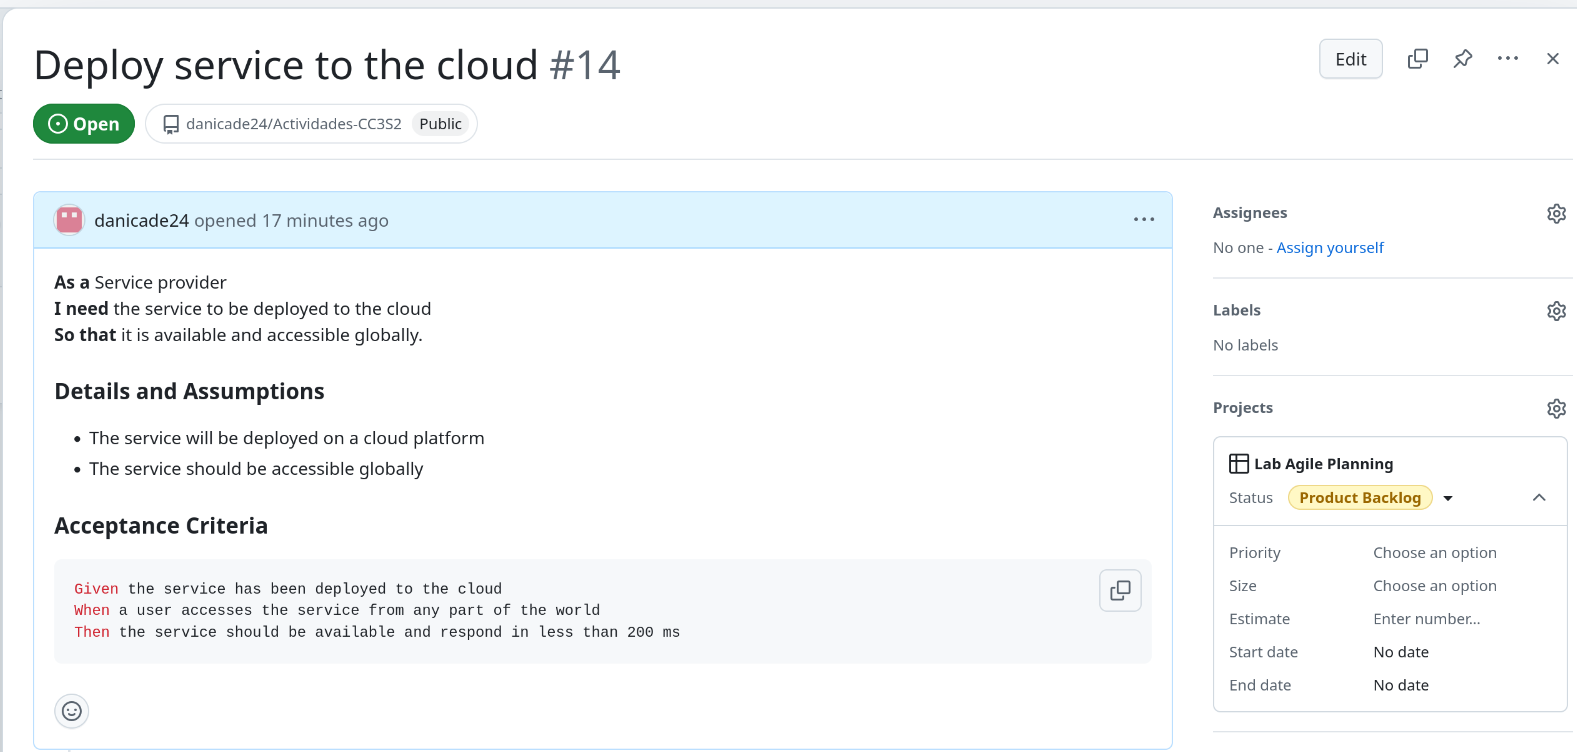 Deploy service to the cloud #14
Edit
Open
danicade24/Actividades-CC3S2 Public
danicade24 opened 17 minutes ago
As a Service provider
I need the service to be deployed to the cloud
So that it is available and accessible globally.
Details and Assumptions
• The service will be deployed on a cloud platform
• The service should be accessible globally
Acceptance Criteria
Given the service has been deployed to the cloud
When a user accesses the service from any part of the world
Then the service should be available and respond in less than 200 ms
Assignees
No one - Assign yourself
Labels
No labels
Projects
Lab Agile Planning
Status Product Backlog
Priority Choose an option
Size Choose an option
Estimate Enter number...
Start date No date
End date No date